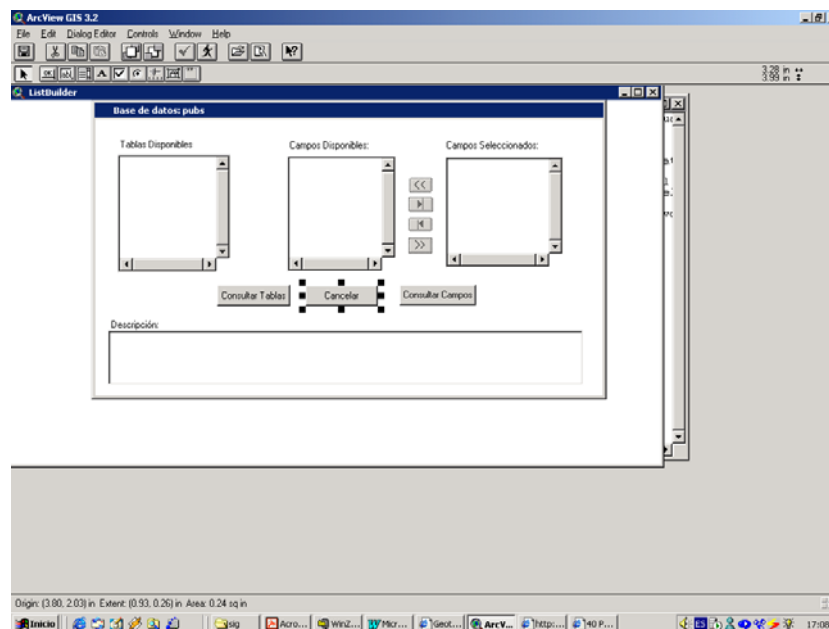 ArcView GIS 3.2
File Edit Dialog Editor Controls Window Help
3.28 in
3.99 in
ListBuilder
Base de datos: pubs
Tablas Disponibles
Campos Disponibles:
Campos Seleccionados:
<<
>>
Consultar Tablas
Cancelar
Consultar Campos
Descripción:
Origin: (3.80, 2.03) in Extent: (0.93, 0.26) in Area: 0.24 sq in
Inicio
sig
Acro...
WinZ...
Micr...
Geot...
ArcV...
http:...
40 P...
ES
17:08